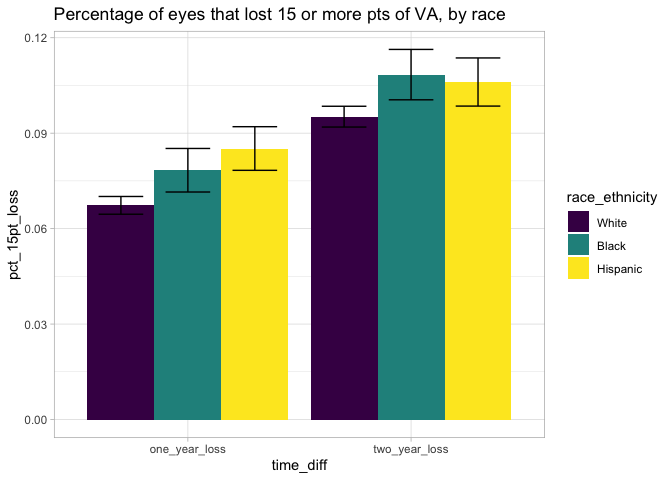 Percentage of eyes that lost 15 or more pts of VA, by race
0.12
0.09
0.06
0.03
0.00
pct_15pt_loss
one_year_loss
two_year_loss
time_diff
race_ethnicity
White
Black
Hispanic